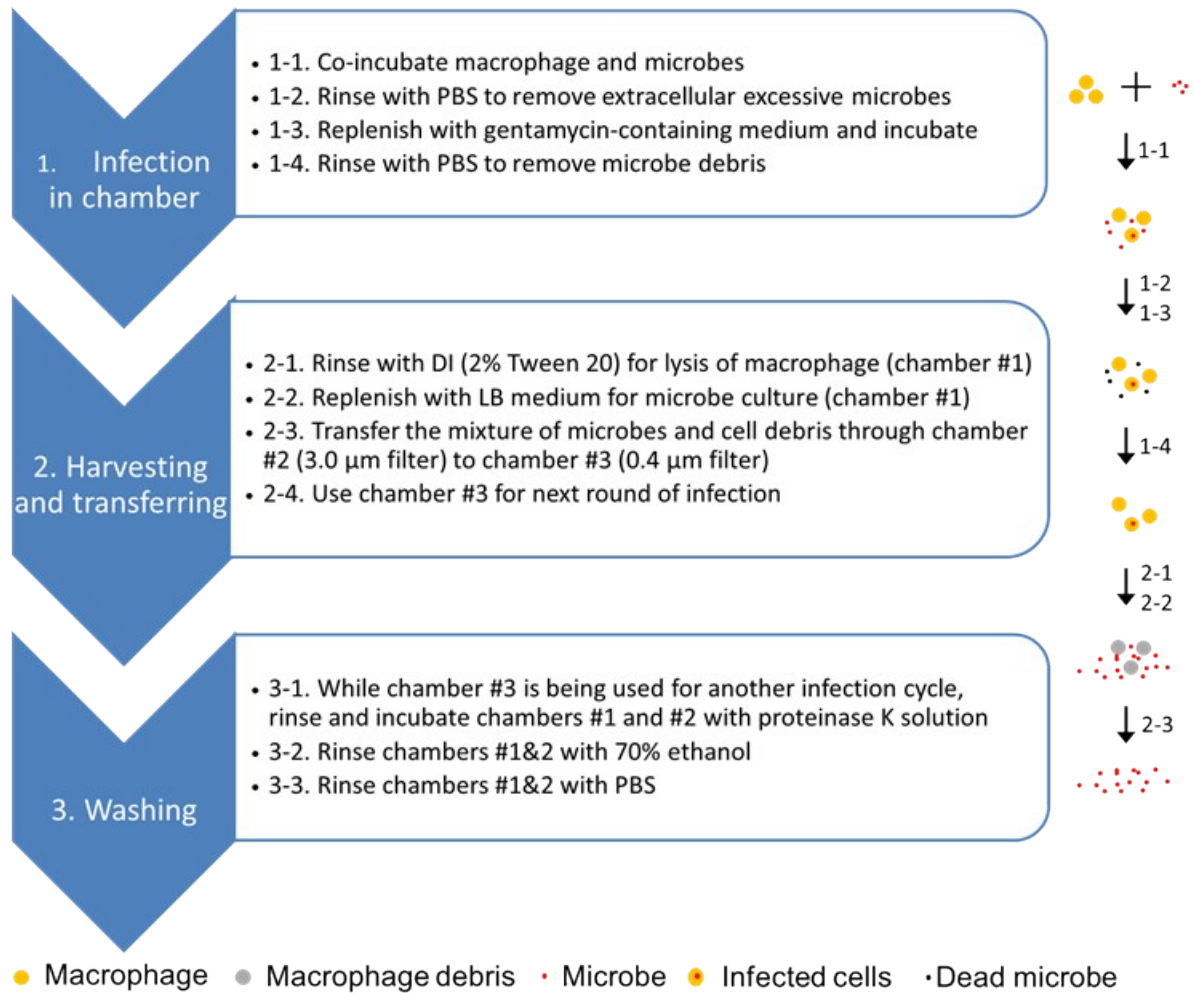 1. Infection
in chamber
• 1-1. Co-incubate macrophage and microbes
• 1-2. Rinse with PBS to remove extracellular excessive microbes
• 1-3. Replenish with gentamycin-containing medium and incubate
• 1-4. Rinse with PBS to remove microbe debris
2. Harvesting
and transferring
• 2-1. Rinse with DI (2% Tween 20) for lysis of macrophage (chamber #1)
• 2-2. Replenish with LB medium for microbe culture (chamber #1)
• 2-3. Transfer the mixture of microbes and cell debris through chamber
#2 (3.0 μm filter) to chamber #3 (0.4 μm filter)
• 2-4. Use chamber #3 for next round of infection
3. Washing
• 3-1. While chamber #3 is being used for another infection cycle,
rinse and incubate chambers #1 and #2 with proteinase K solution
• 3-2. Rinse chambers #1&2 with 70% ethanol
• 3-3. Rinse chambers #1&2 with PBS
+
1-1
1-2
1-3
1-4
2-1
2-2
2-3
Macrophage
Macrophage debris
Microbe
Infected cells
Dead microbe